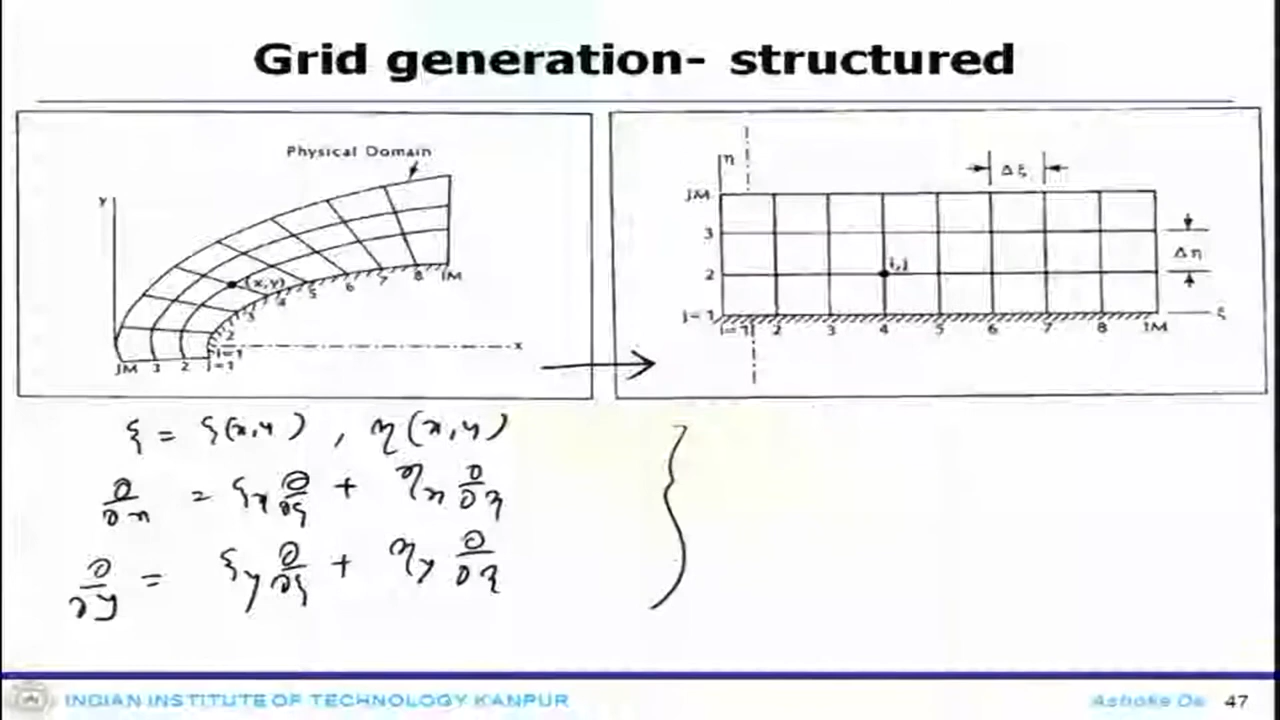 Grid generation- structured
Physical Domain
y
(x,y)
i=1 2 3 4 5 6 7 8 IM
JM 3 2 j=1
x
η
Δξ
JM
3
Δη
2
i,j
j=1
ξ
i=1 2 3 4 5 6 7 8 IM
ξ = ξ(x,y) , η(x,y)
∂/∂x = ξx ∂/∂ξ + ηx ∂/∂η
∂/∂y = ξy ∂/∂ξ + ηy ∂/∂η
INDIAN INSTITUTE OF TECHNOLOGY KANPUR
Ashoke De 47